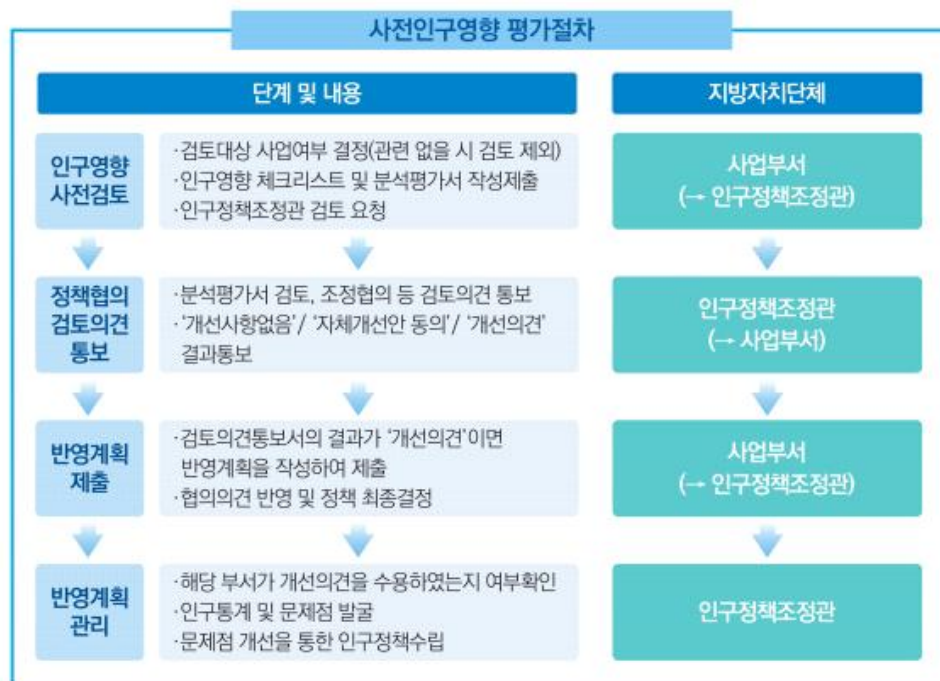 사전인구영향 평가절차
단계 및 내용
지방자치단체
인구영향
사전검토
·검토대상 사업여부 결정(관련 없을 시 검토 제외)
·인구영향 체크리스트 및 분석평가서 작성제출
·인구정책조정관 검토 요청
사업부서
(→ 인구정책조정관)
정책협의
검토의견
통보
·분석평가서 검토, 조정협의 등 검토의견 통보
·‘개선사항없음’/ ‘자체개선안 동의’/ ‘개선의견’
결과통보
인구정책조정관
(→ 사업부서)
반영계획
제출
·검토의견통보서의 결과가 ‘개선의견’이면
반영계획을 작성하여 제출
·협의의견 반영 및 정책 최종결정
사업부서
(→ 인구정책조정관)
반영계획
관리
·해당 부서가 개선의견을 수용하였는지 여부확인
·인구통계 및 문제점 발굴
·문제점 개선을 통한 인구정책수립
인구정책조정관